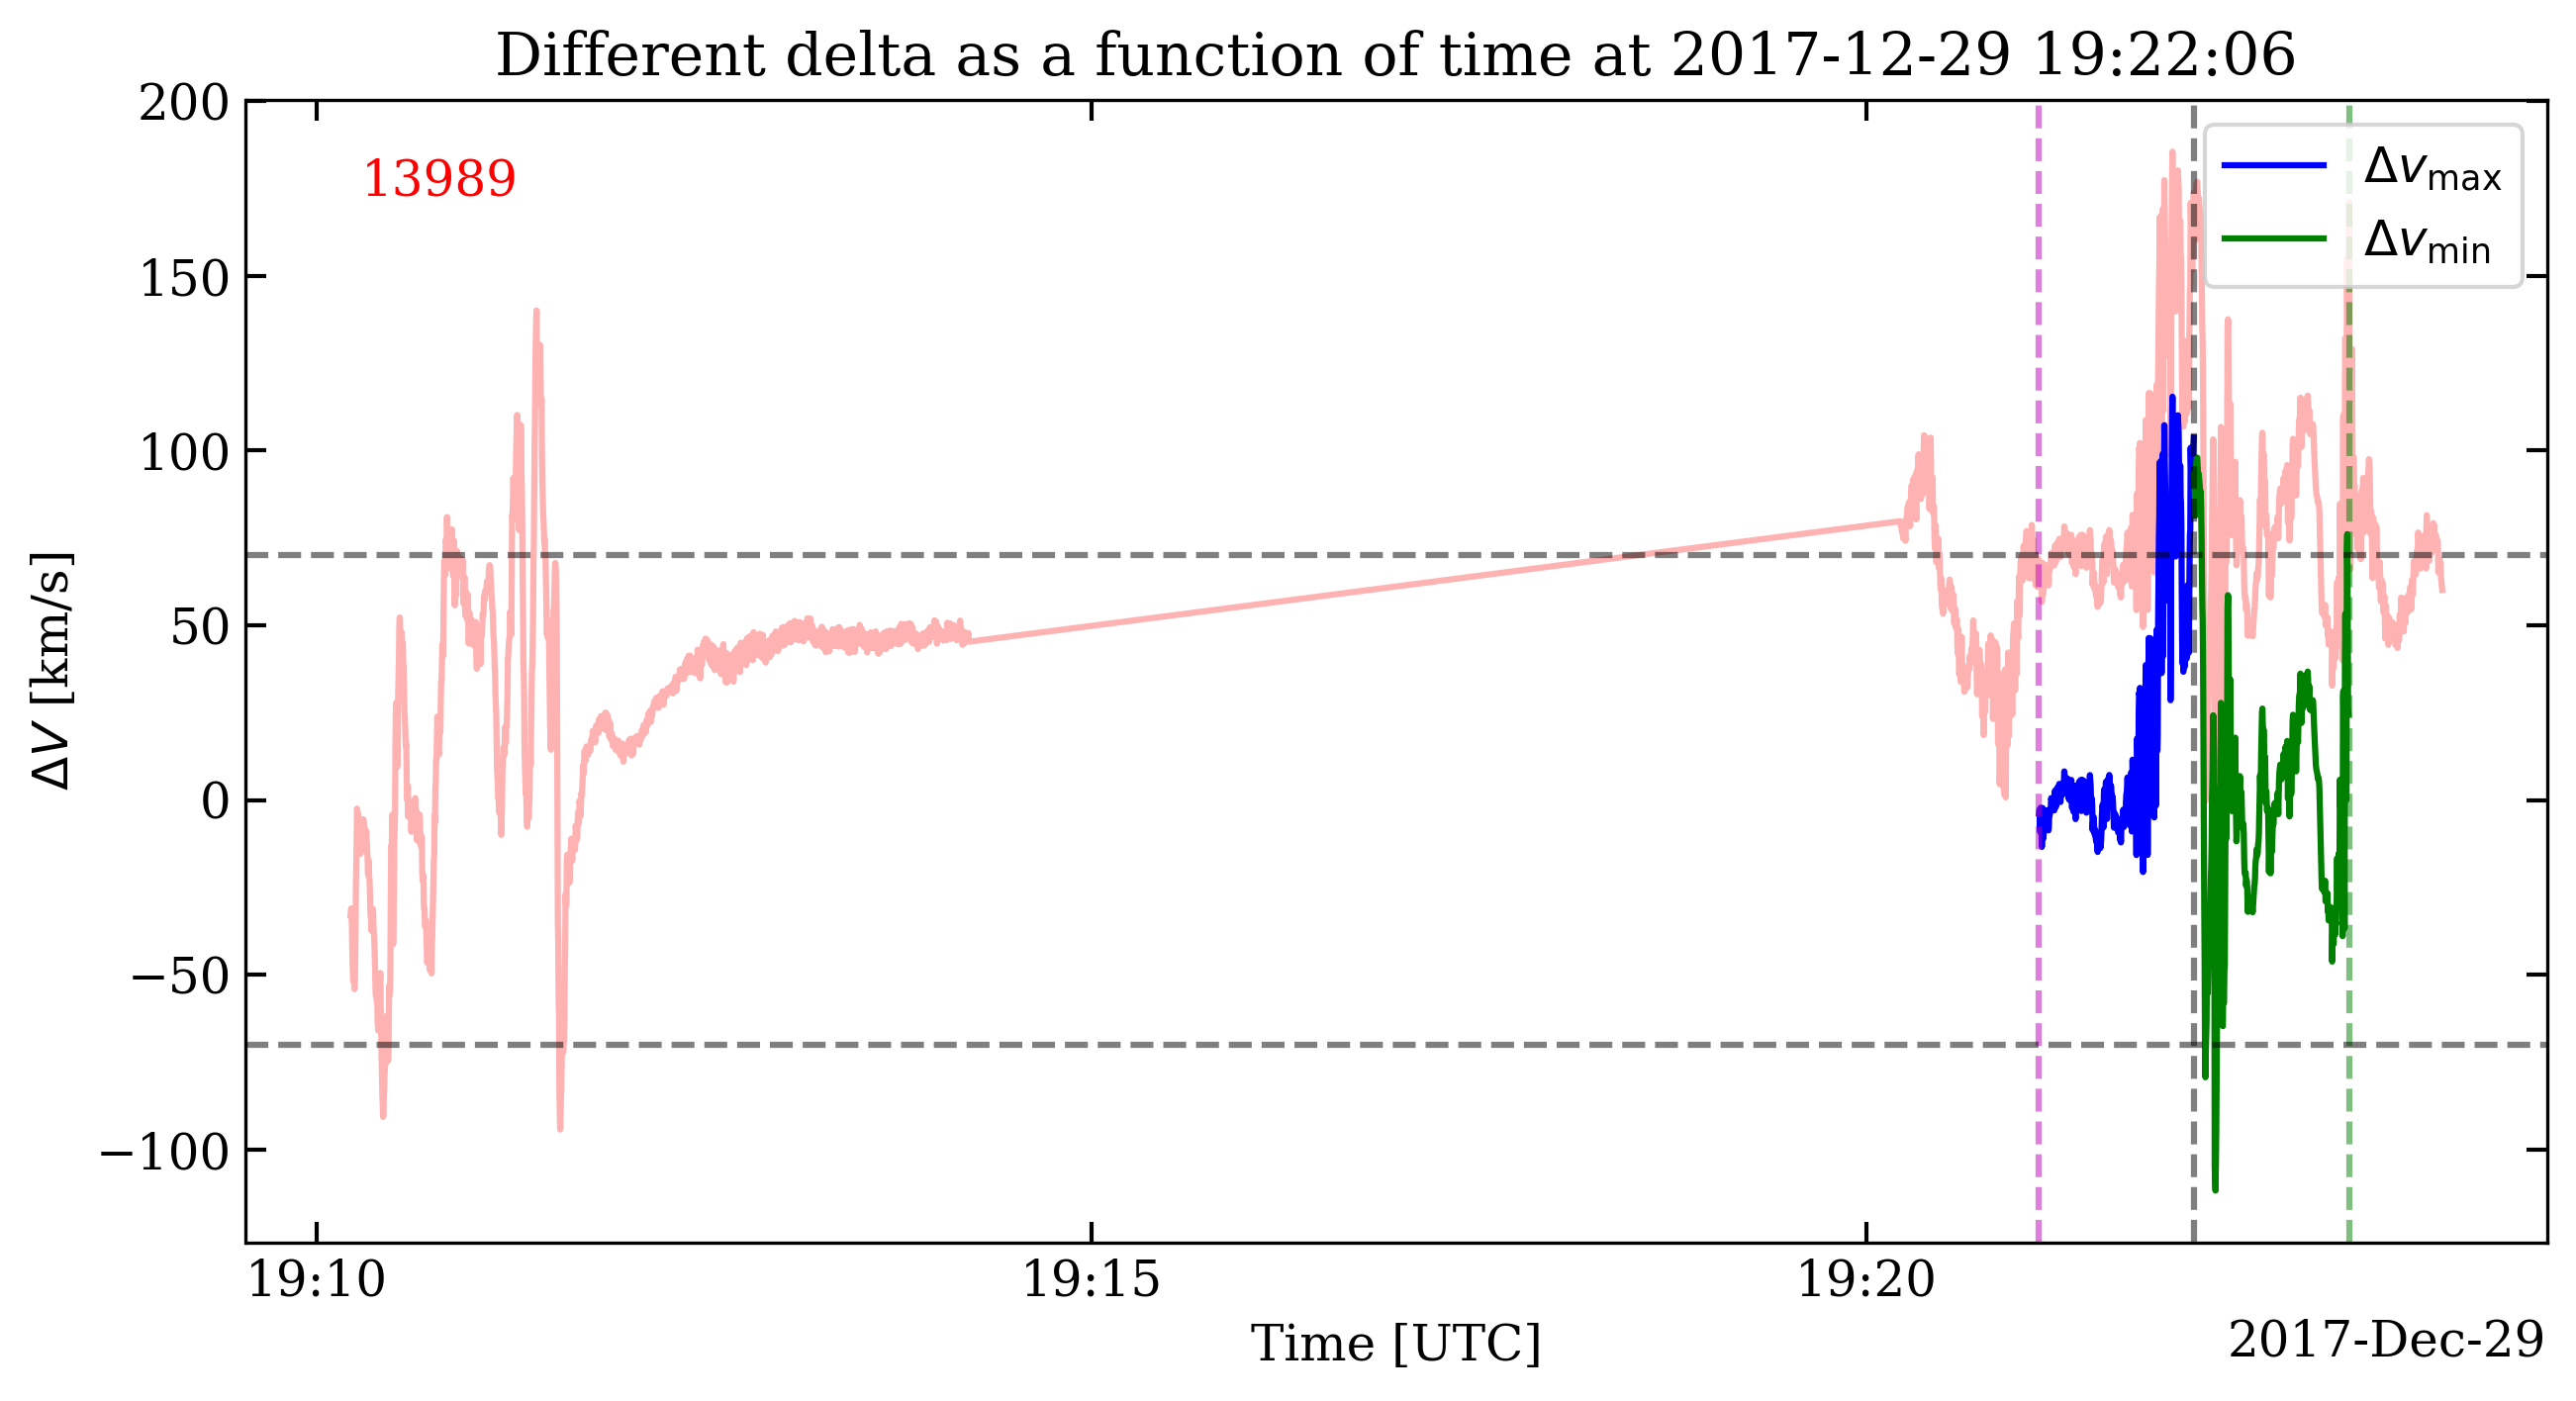 Different delta as a function of time at 2017-12-29 19:22:06
200
150
100
50
0
−50
−100
ΔV [km/s]
13989
Δvmax
Δvmin
19:10
19:15
19:20
Time [UTC]
2017-Dec-29